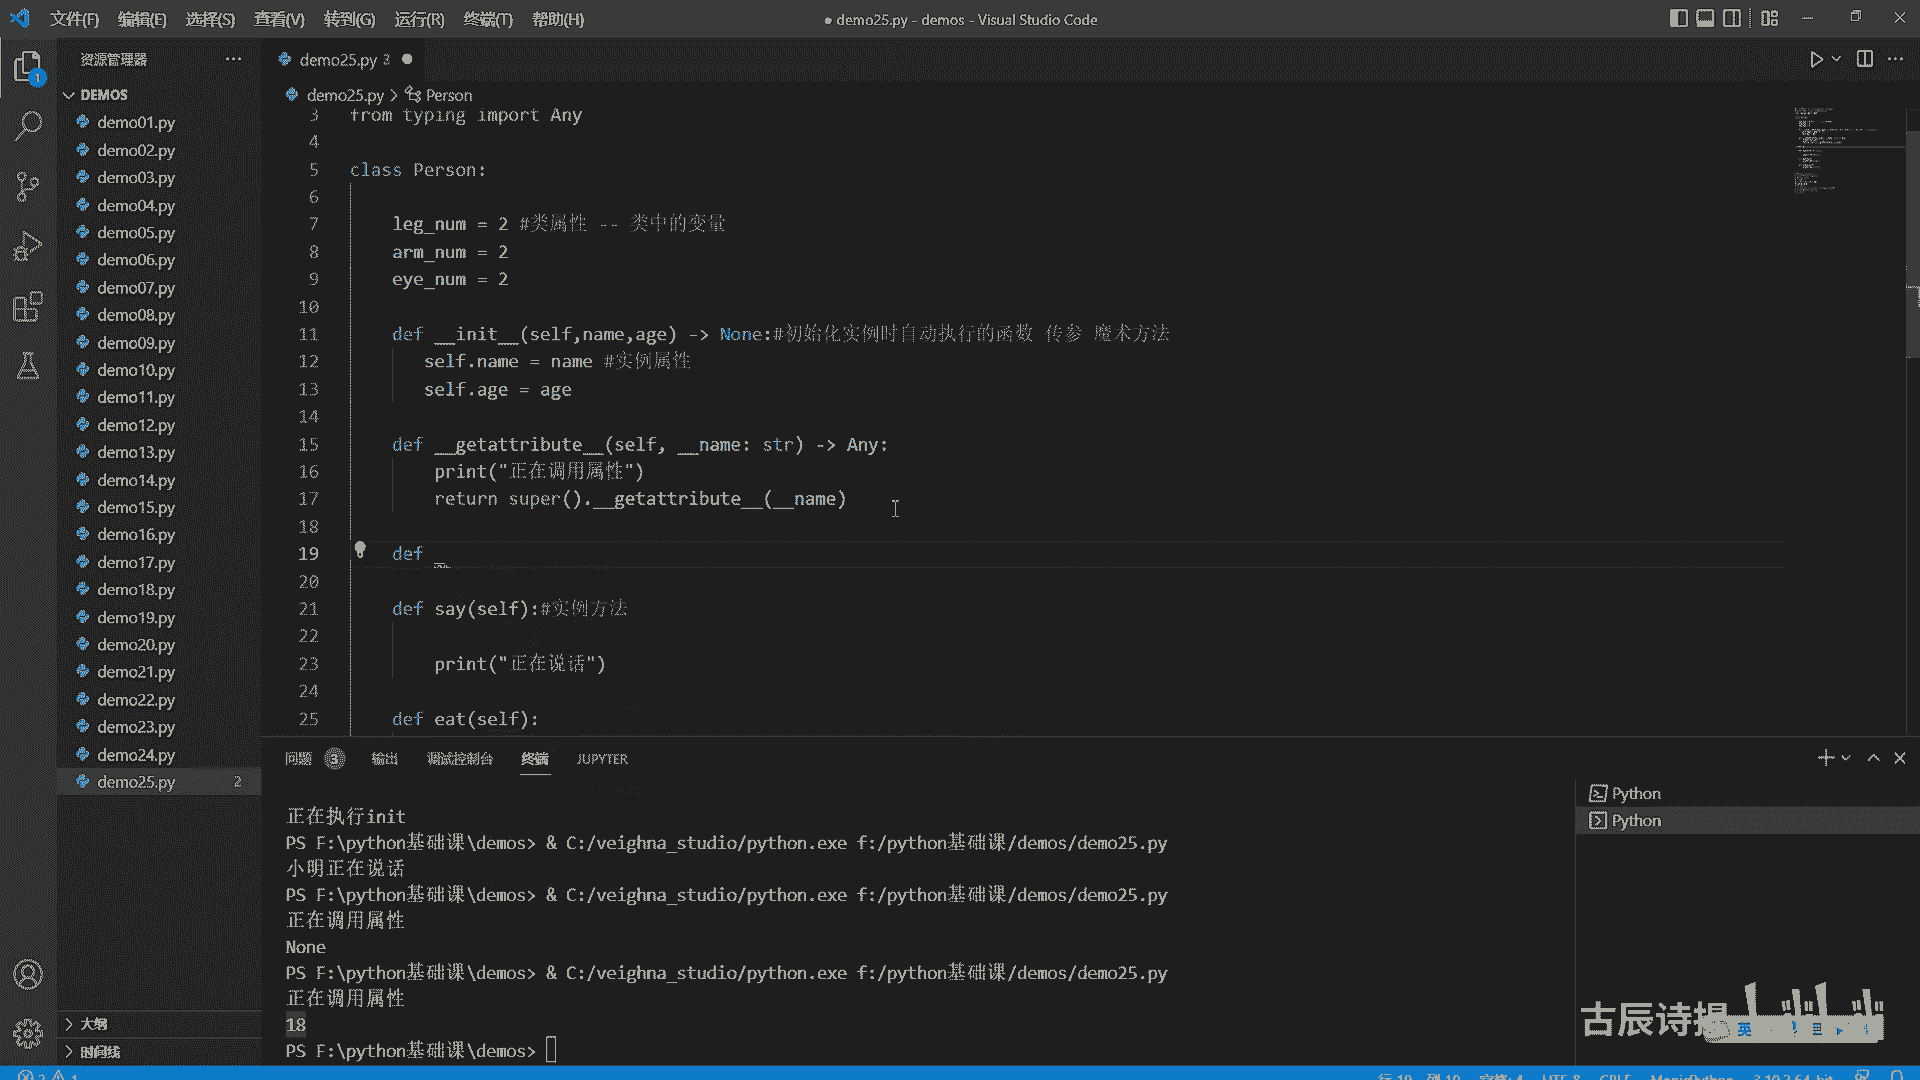 文件(F) 编辑(E) 选择(S) 查看(V) 转到(G) 运行(R) 终端(T) 帮助(H)
● demo25.py - demos - Visual Studio Code
资源管理器
demo25.py 2 ●
DEMOS
demo25.py > Person
demo01.py
demo02.py
demo03.py
demo04.py
demo05.py
demo06.py
demo07.py
demo08.py
demo09.py
demo10.py
demo11.py
demo12.py
demo13.py
demo14.py
demo15.py
demo16.py
demo17.py
demo18.py
demo19.py
demo20.py
demo21.py
demo22.py
demo23.py
demo24.py
demo25.py 2
大纲
时间线
1
3 from typing import Any
4
5 class Person:
6
7 leg_num = 2 #类属性 -- 类中的变量
8 arm_num = 2
9 eye_num = 2
10
11 def __init__(self,name,age) -> None:#初始化实例时自动执行的函数 传参 魔术方法
12 self.name = name #实例属性
13 self.age = age
14
15 def __getattribute__(self, __name: str) -> Any:
16 print("正在调用属性")
17 return super().__getattribute__(__name)
18
19 def _
20
21 def say(self):#实例方法
22
23 print("正在说话")
24
25 def eat(self):
问题 3 输出 调试控制台 终端 JUPYTER
正在执行init
PS F:\python基础课\demos> & C:/veighna_studio/python.exe f:/python基础课/demos/demo25.py
小明正在说话
PS F:\python基础课\demos> & C:/veighna_studio/python.exe f:/python基础课/demos/demo25.py
正在调用属性
None
PS F:\python基础课\demos> & C:/veighna_studio/python.exe f:/python基础课/demos/demo25.py
正在调用属性
18
PS F:\python基础课\demos>
Python
Python
古辰诗提
英